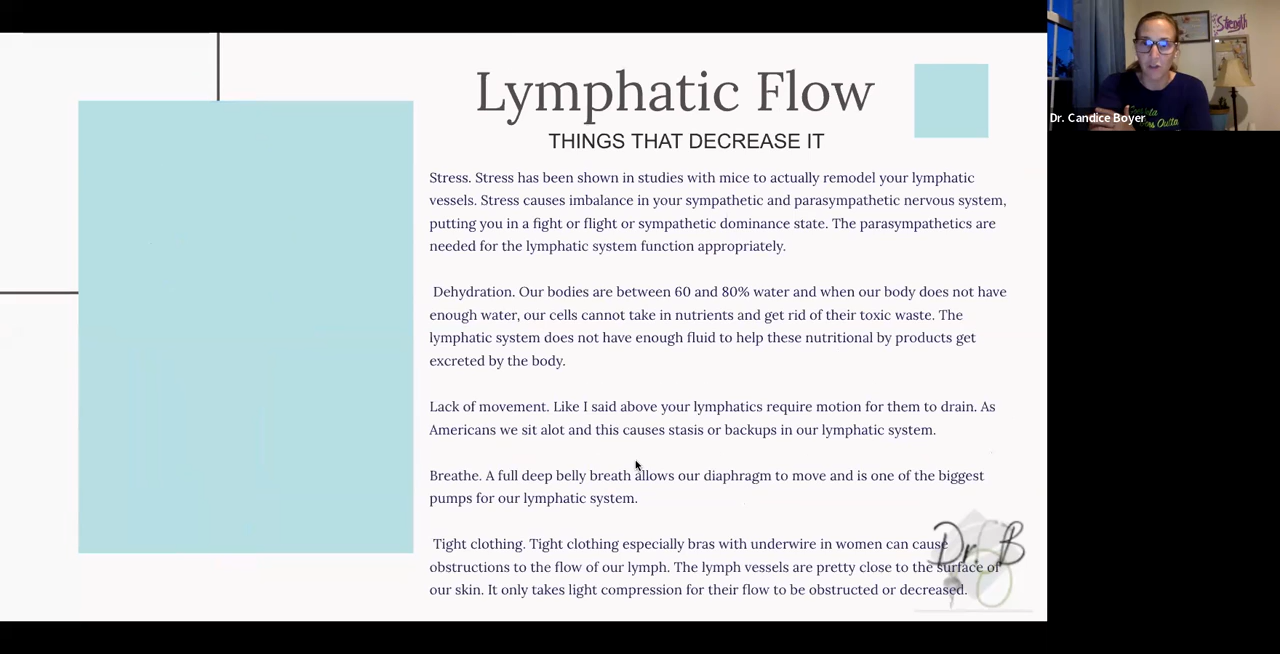 Lymphatic Flow
THINGS THAT DECREASE IT
Stress. Stress has been shown in studies with mice to actually remodel your lymphatic
vessels. Stress causes imbalance in your sympathetic and parasympathetic nervous system,
putting you in a fight or flight or sympathetic dominance state. The parasympathetics are
needed for the lymphatic system function appropriately.
Dehydration. Our bodies are between 60 and 80% water and when our body does not have
enough water, our cells cannot take in nutrients and get rid of their toxic waste. The
lymphatic system does not have enough fluid to help these nutritional by products get
excreted by the body.
Lack of movement. Like I said above your lymphatics require motion for them to drain. As
Americans we sit alot and this causes stasis or backups in our lymphatic system.
Breathe. A full deep belly breath allows our diaphragm to move and is one of the biggest
pumps for our lymphatic system.
Tight clothing. Tight clothing especially bras with underwire in women can cause
obstructions to the flow of our lymph. The lymph vessels are pretty close to the surface of
our skin. It only takes light compression for their flow to be obstructed or decreased.
Dr. B
Strength
Outta
Dr. Candice Boyer